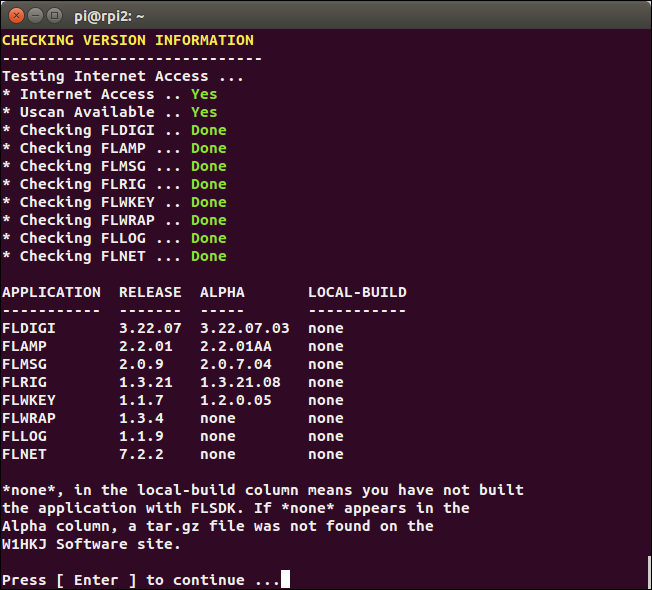 pi@rpi2: ~
CHECKING VERSION INFORMATION
-----------------------------
Testing Internet Access ...
* Internet Access .. Yes
* Uscan Available .. Yes
* Checking FLDIGI .. Done
* Checking FLAMP ... Done
* Checking FLMSG ... Done
* Checking FLRIG ... Done
* Checking FLWKEY .. Done
* Checking FLWRAP .. Done
* Checking FLLOG ... Done
* Checking FLNET ... Done
APPLICATION  RELEASE  ALPHA       LOCAL-BUILD
-----------  -------  -----       -----------
FLDIGI       3.22.07  3.22.07.03  none
FLAMP        2.2.01   2.2.01AA    none
FLMSG        2.0.9    2.0.7.04    none
FLRIG        1.3.21   1.3.21.08   none
FLWKEY       1.1.7    1.2.0.05    none
FLWRAP       1.3.4    none        none
FLLOG        1.1.9    none        none
FLNET        7.2.2    none        none
*none*, in the local-build column means you have not built
the application with FLSDK. If *none* appears in the
Alpha column, a tar.gz file was not found on the
W1HKJ Software site.
Press [ Enter ] to continue ...